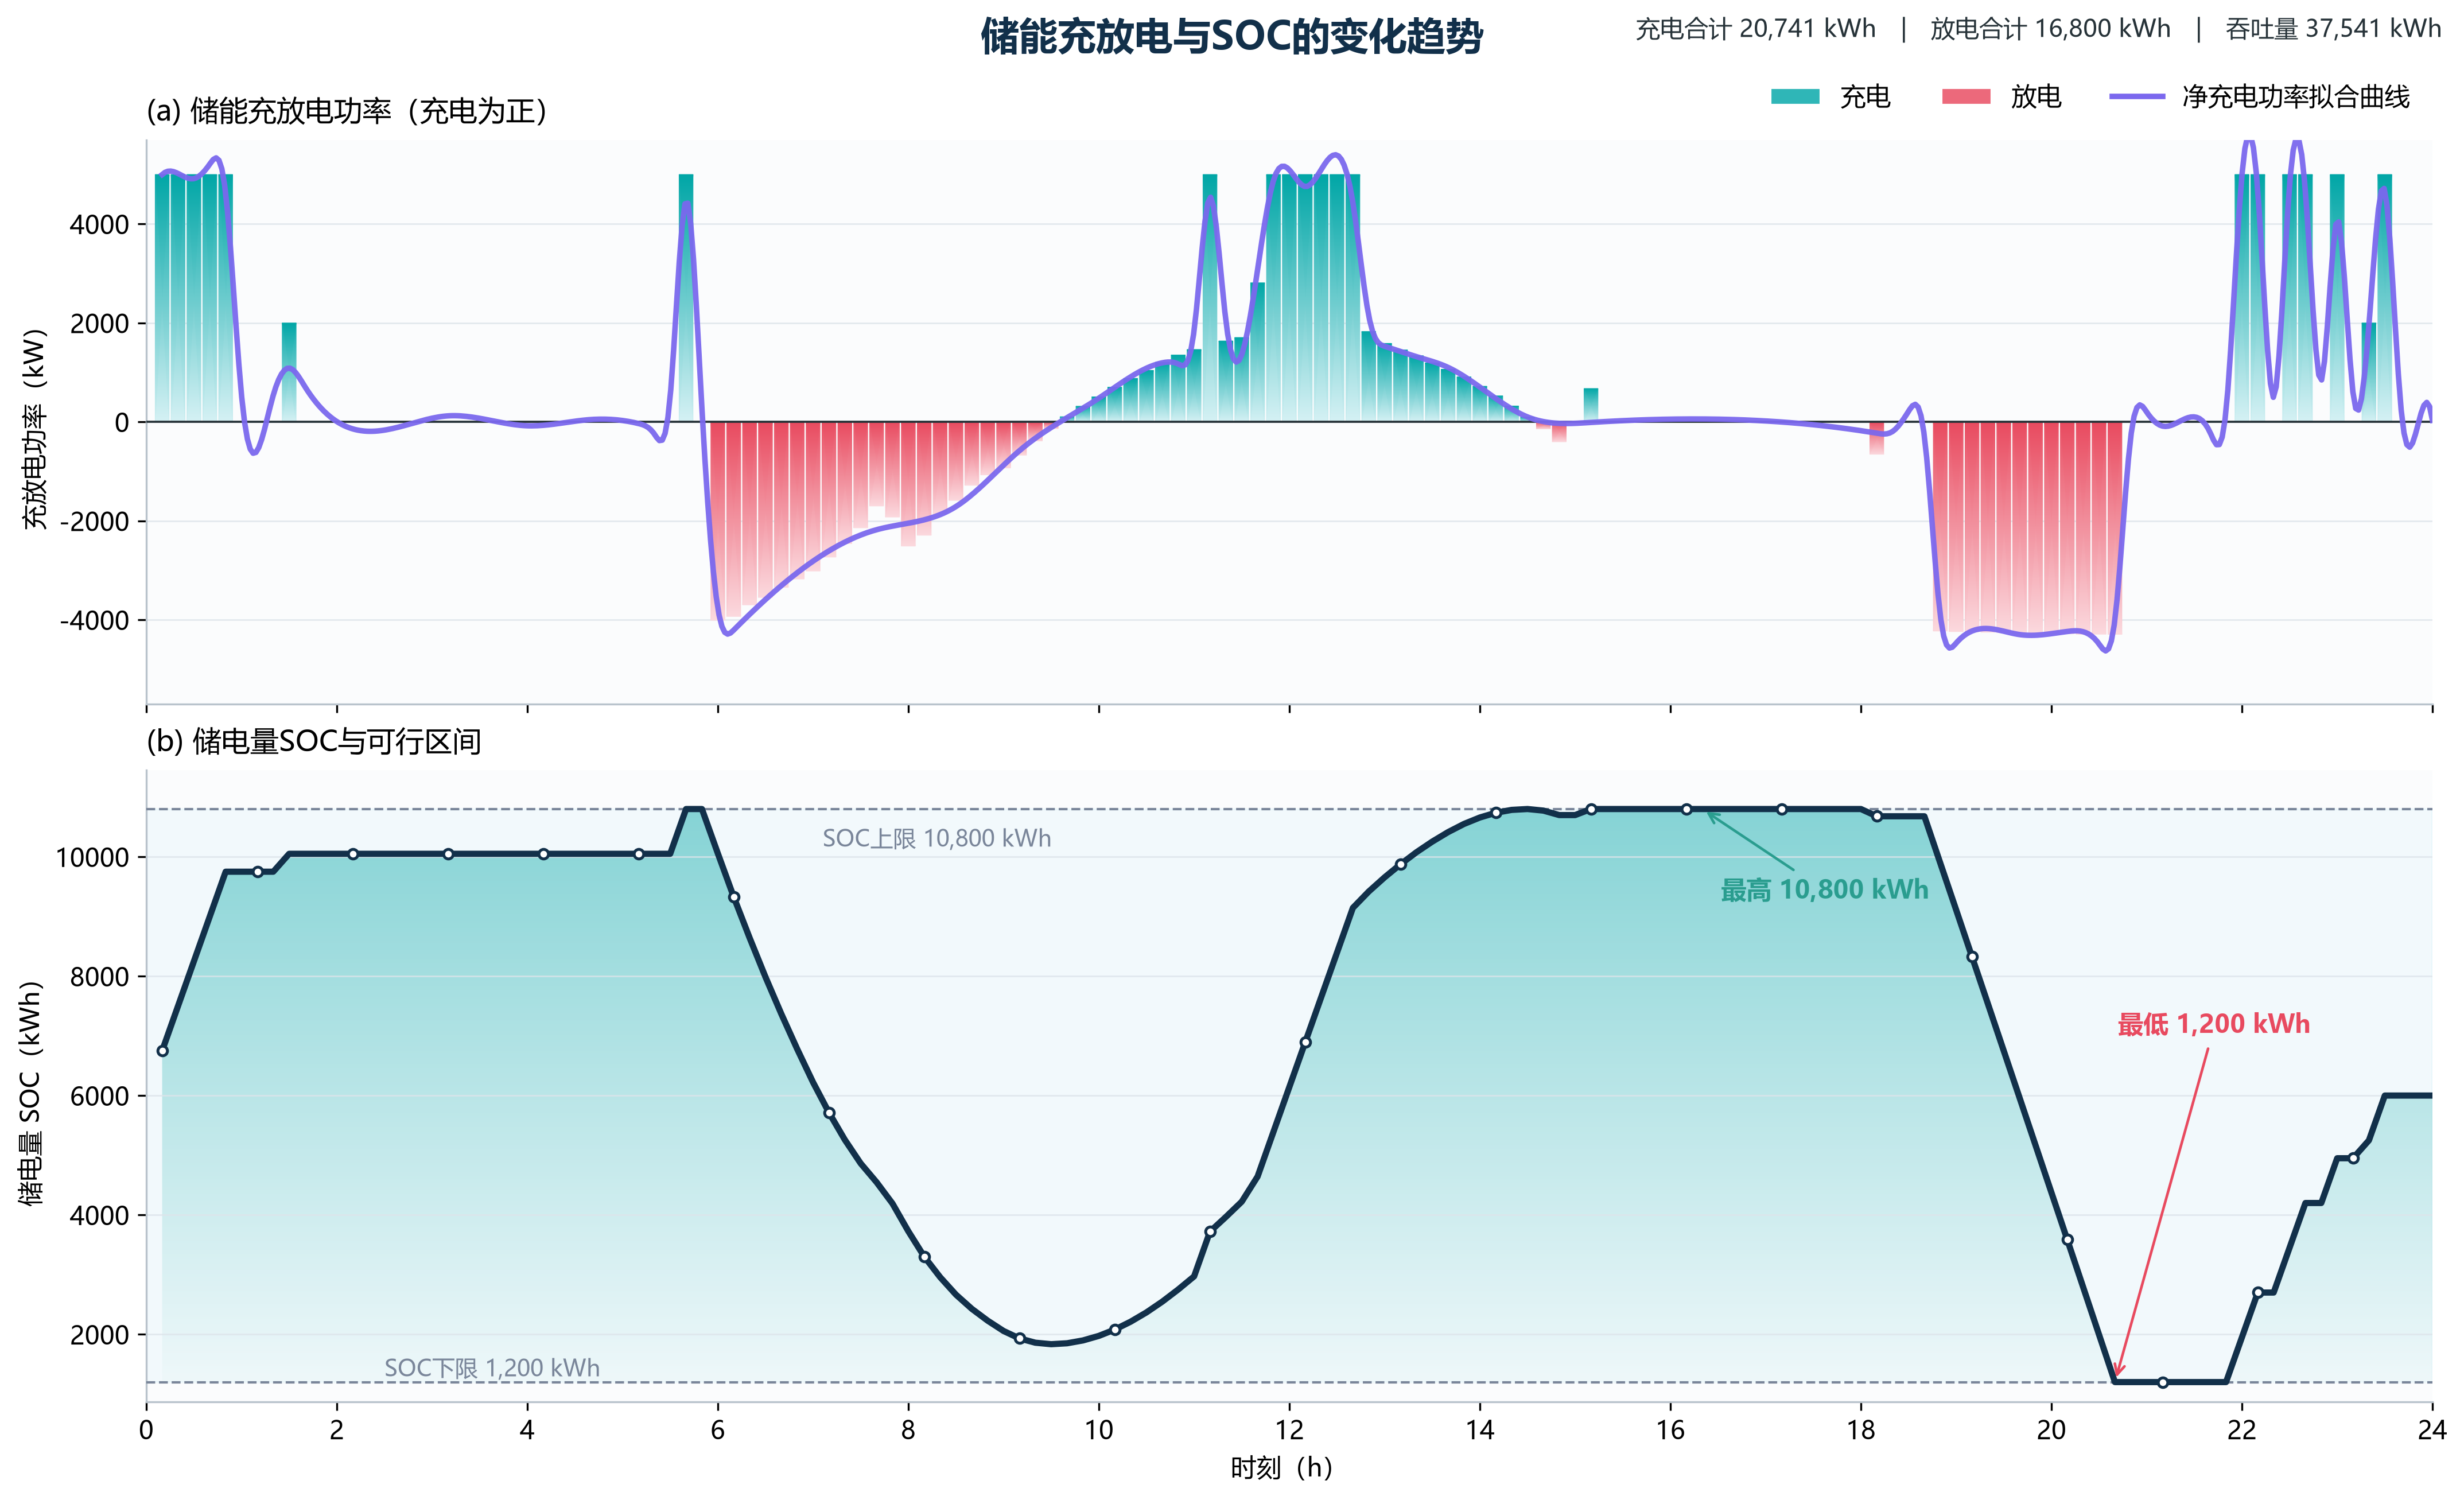 储能充放电与SOC的变化趋势
充电合计 20,741 kWh | 放电合计 16,800 kWh | 吞吐量 37,541 kWh
充电 放电 净充电功率拟合曲线
(a) 储能充放电功率（充电为正）
充放电功率（kW）
4000
2000
0
-2000
-4000
(b) 储电量SOC与可行区间
储电量 SOC（kWh）
10000
8000
6000
4000
2000
SOC上限 10,800 kWh
最高 10,800 kWh
最低 1,200 kWh
SOC下限 1,200 kWh
0 2 4 6 8 10 12 14 16 18 20 22 24
时刻（h）